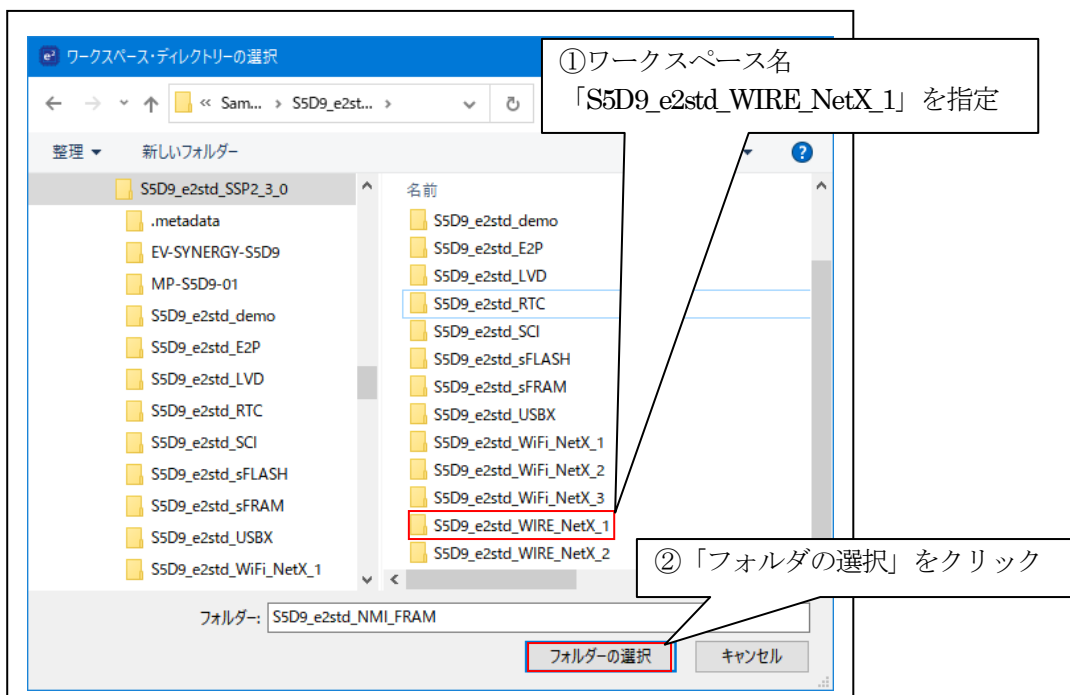 ワークスペース・ディレクトリーの選択
①ワークスペース名
「S5D9_e2std_WIRE_NetX_1」を指定
« Sam... › S5D9_e2st... ›
整理 新しいフォルダー
S5D9_e2std_SSP2_3_0
.metadata
EV-SYNERGY-S5D9
MP-S5D9-01
S5D9_e2std_demo
S5D9_e2std_E2P
S5D9_e2std_LVD
S5D9_e2std_RTC
S5D9_e2std_SCI
S5D9_e2std_sFLASH
S5D9_e2std_sFRAM
S5D9_e2std_USBX
S5D9_e2std_WiFi_NetX_1
名前
S5D9_e2std_demo
S5D9_e2std_E2P
S5D9_e2std_LVD
S5D9_e2std_RTC
S5D9_e2std_SCI
S5D9_e2std_sFLASH
S5D9_e2std_sFRAM
S5D9_e2std_USBX
S5D9_e2std_WiFi_NetX_1
S5D9_e2std_WiFi_NetX_2
S5D9_e2std_WiFi_NetX_3
S5D9_e2std_WIRE_NetX_1
S5D9_e2std_WIRE_NetX_2
②「フォルダの選択」をクリック
フォルダー: S5D9_e2std_NMI_FRAM
フォルダーの選択 キャンセル